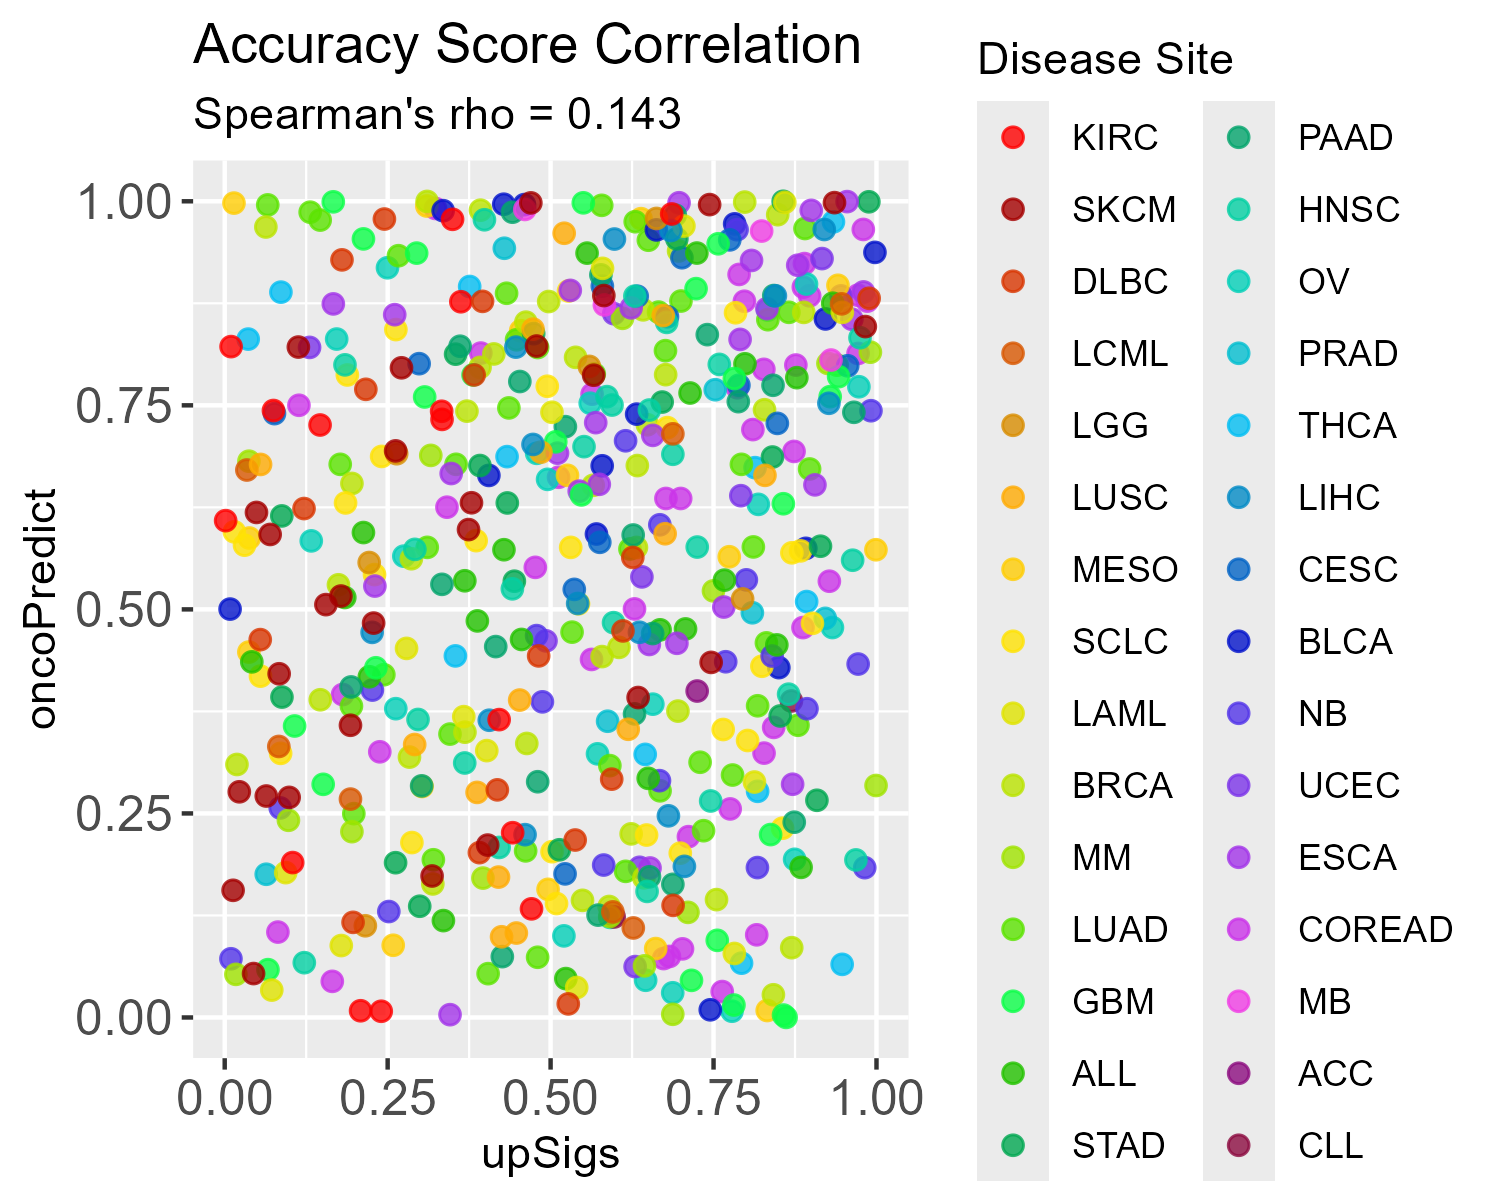 Accuracy Score Correlation
Spearman's rho = 0.143
oncoPredict
1.00
0.75
0.50
0.25
0.00
0.00 0.25 0.50 0.75 1.00
upSigs
Disease Site
KIRC
SKCM
DLBC
LCML
LGG
LUSC
MESO
SCLC
LAML
BRCA
MM
LUAD
GBM
ALL
STAD
PAAD
HNSC
OV
PRAD
THCA
LIHC
CESC
BLCA
NB
UCEC
ESCA
COREAD
MB
ACC
CLL